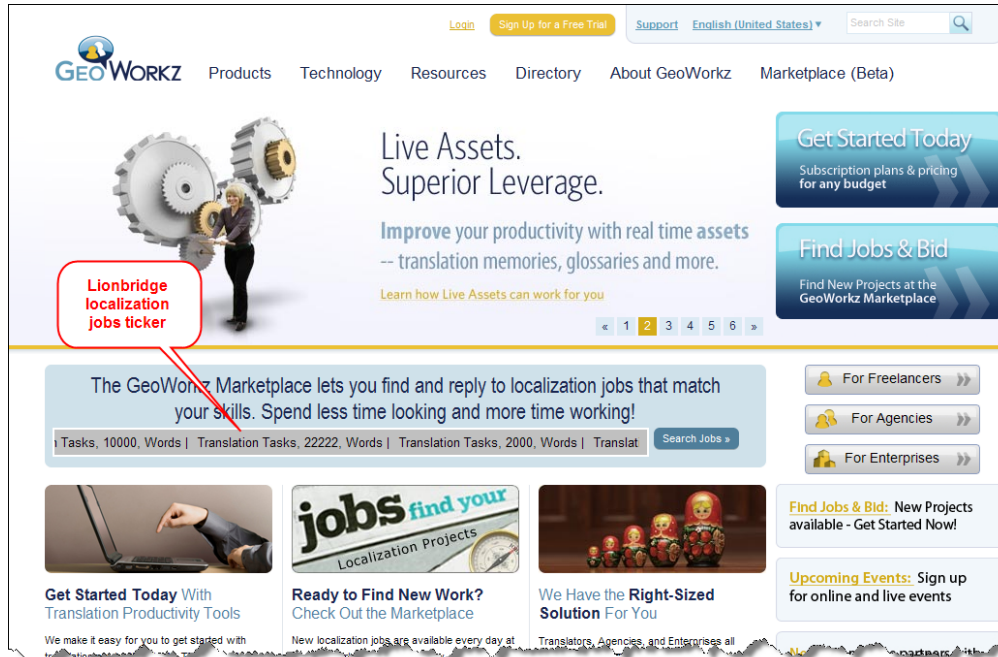 Login
Sign Up for a Free Trial
Support
English (United States) ▾
Search Site
GEOWORKZ
Products
Technology
Resources
Directory
About GeoWorkz
Marketplace (Beta)
Live Assets.
Superior Leverage.
Improve your productivity with real time assets
-- translation memories, glossaries and more.
Learn how Live Assets can work for you
« 1 2 3 4 5 6 »
Get Started Today
Subscription plans & pricing
for any budget
Find Jobs & Bid
Find New Projects at the
GeoWorkz Marketplace
Lionbridge
localization
jobs ticker
The GeoWorkz Marketplace lets you find and reply to localization jobs that match
your skills. Spend less time looking and more time working!
Tasks, 10000, Words | Translation Tasks, 22222, Words | Translation Tasks, 2000, Words | Translat
Search Jobs »
For Freelancers
For Agencies
For Enterprises
jobs find your
Localization Projects
Get Started Today With
Translation Productivity Tools
We make it easy for you to get started with
Ready to Find New Work?
Check Out the Marketplace
New localization jobs are available every day at
We Have the Right-Sized
Solution For You
Translators, Agencies, and Enterprises all
Find Jobs & Bid: New Projects
available - Get Started Now!
Upcoming Events: Sign up
for online and live events
partners with